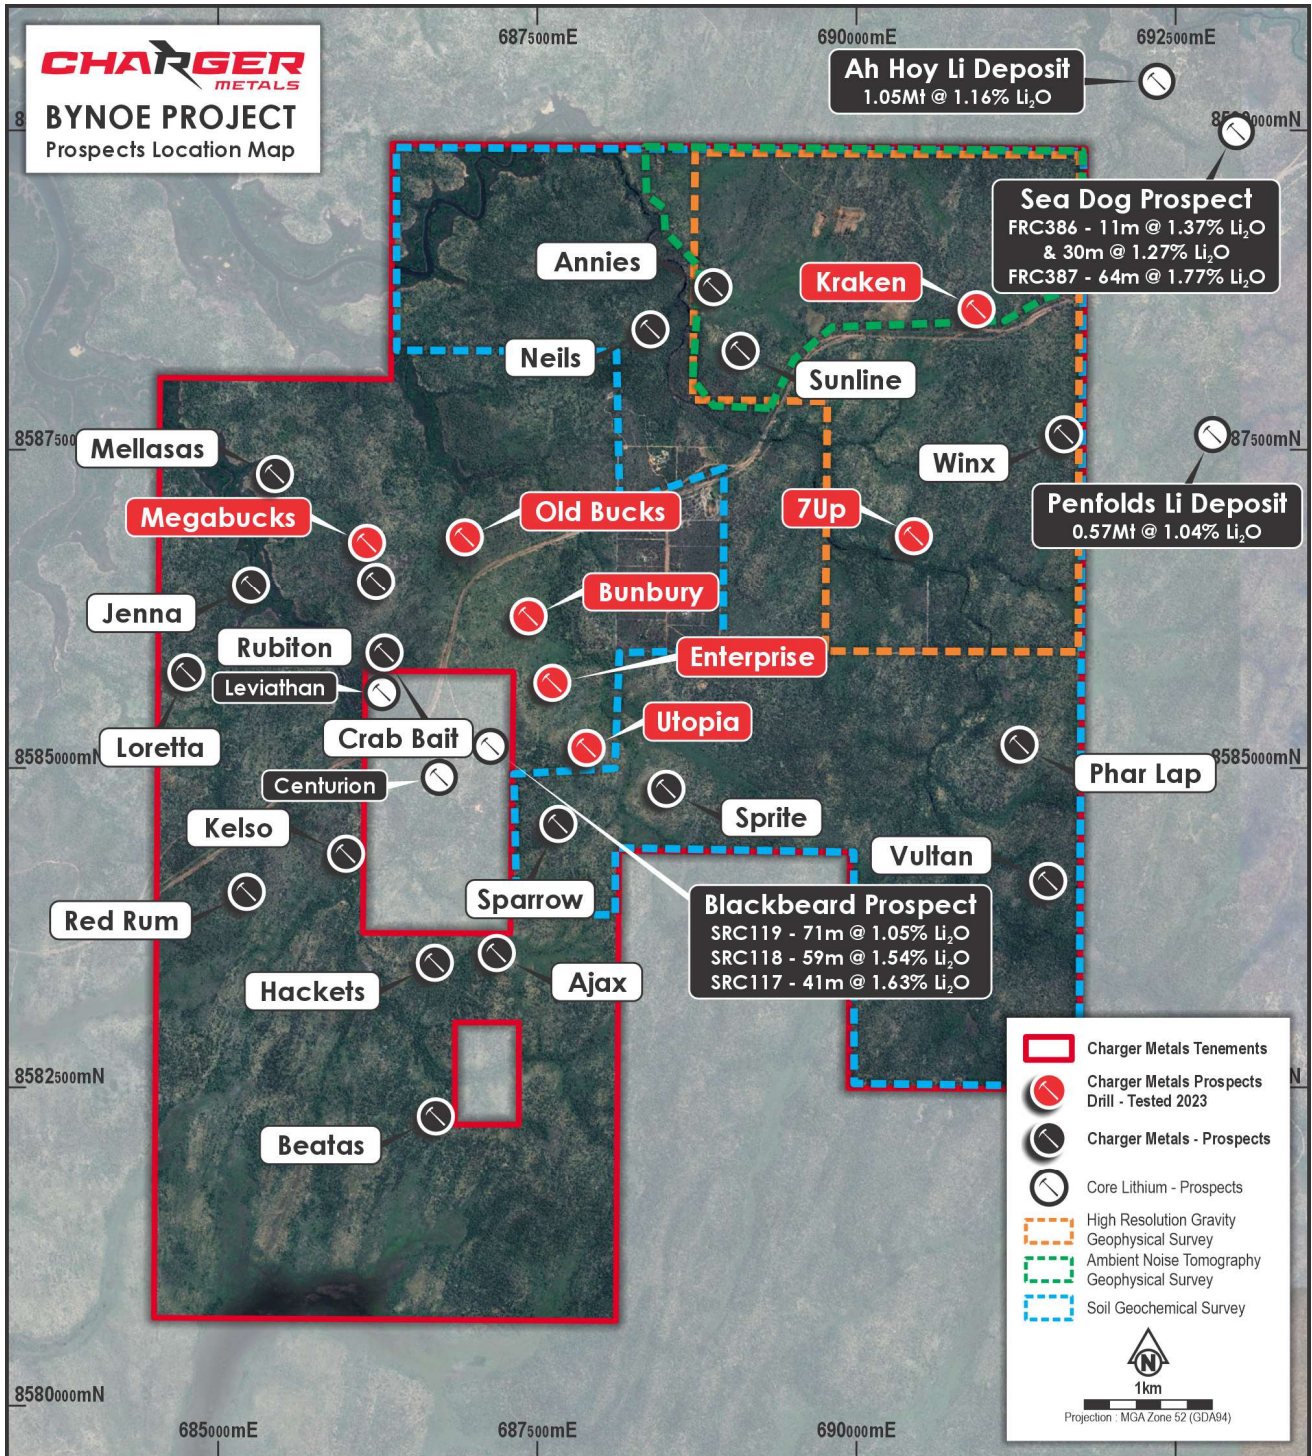 CHARGER
METALS
BYNOE PROJECT
Prospects Location Map
687500mE
690000mE
692500mE
Ah Hoy Li Deposit
1.05Mt @ 1.16% Li₂O
Sea Dog Prospect
FRC386 - 11m @ 1.37% Li₂O
& 30m @ 1.27% Li₂O
FRC387 - 64m @ 1.77% Li₂O
Annies
Kraken
Neils
Sunline
8587500
Mellasas
Winx
87500mN
Megabucks
Old Bucks
7Up
Penfolds Li Deposit
0.57Mt @ 1.04% Li₂O
Jenna
Bunbury
Rubiton
Enterprise
Leviathan
Utopia
Loretta
Crab Bait
8585000mN
8585000mN
Phar Lap
Centurion
Kelso
Sprite
Vultan
Red Rum
Sparrow
Blackbeard Prospect
SRC119 - 71m @ 1.05% Li₂O
SRC118 - 59m @ 1.54% Li₂O
SRC117 - 41m @ 1.63% Li₂O
Hackets
Ajax
8582500mN
Beatas
Charger Metals Tenements
Charger Metals Prospects
Drill - Tested 2023
Charger Metals - Prospects
Core Lithium - Prospects
High Resolution Gravity
Geophysical Survey
Ambient Noise Tomography
Geophysical Survey
Soil Geochemical Survey
N
1km
Projection : MGA Zone 52 (GDA94)
8580000mN
685000mE
687500mE
690000mE